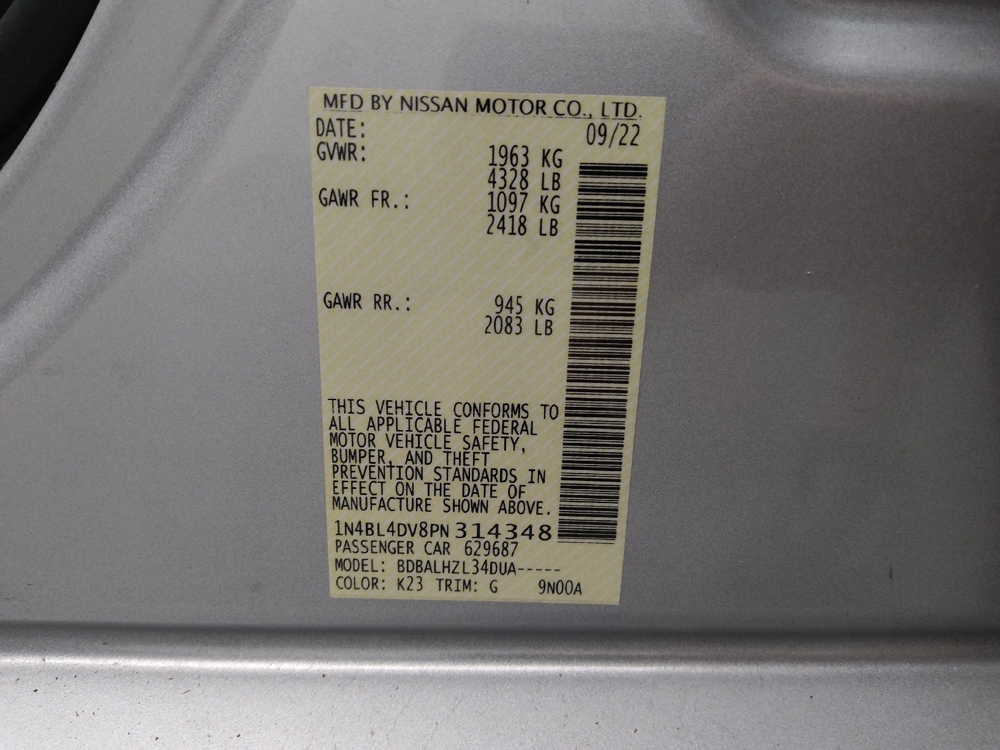 MFD BY NISSAN MOTOR CO., LTD.
DATE: 09/22
GVWR: 1963 KG
4328 LB
GAWR FR.: 1097 KG
2418 LB
GAWR RR.: 945 KG
2083 LB
THIS VEHICLE CONFORMS TO
ALL APPLICABLE FEDERAL
MOTOR VEHICLE SAFETY,
BUMPER, AND THEFT
PREVENTION STANDARDS IN
EFFECT ON THE DATE OF
MANUFACTURE SHOWN ABOVE.
1N4BL4DV8PN314348
PASSENGER CAR 629687
MODEL: BDBALHZL34DUA-----
COLOR: K23 TRIM: G 9N00A